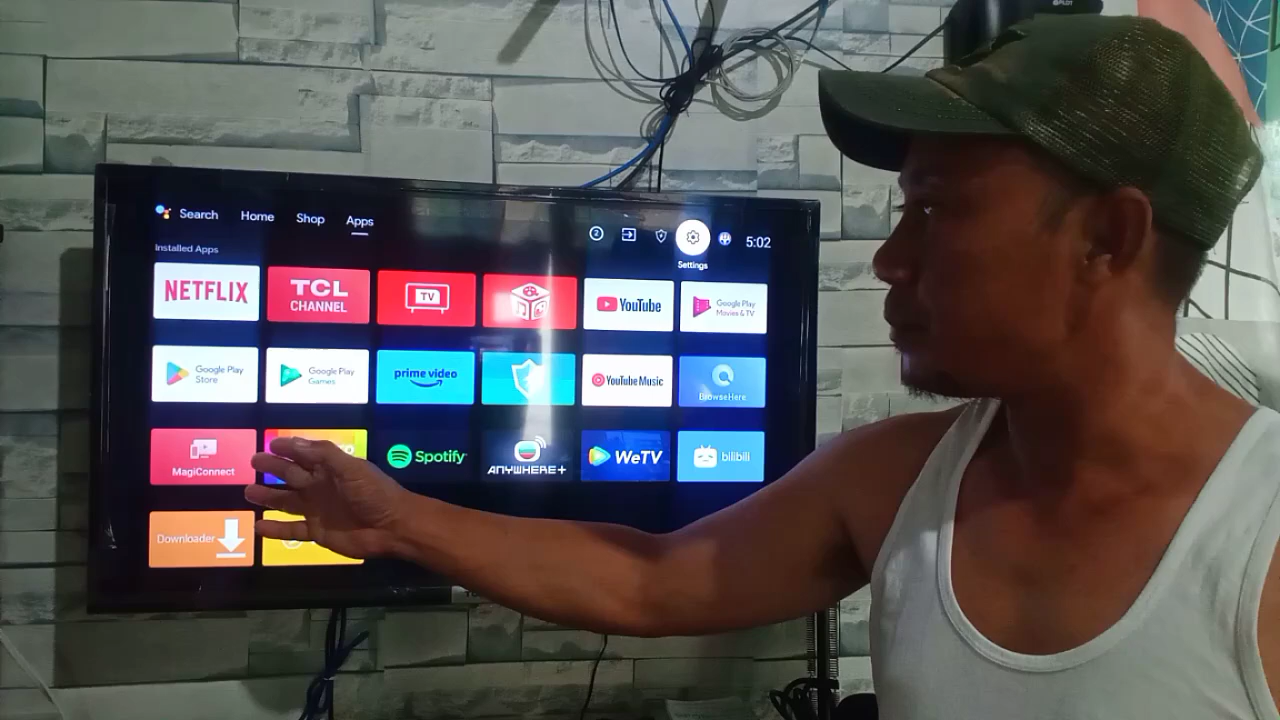 Search Home Shop Apps
2
5:02
Settings
Installed Apps
NETFLIX
TCL
CHANNEL
TV
YouTube
Google Play
Movies & TV
Google Play
Store
Google Play
Games
prime video
YouTube Music
BrowseHere
MagiConnect
Spotify
ANYWHERE+
WeTV
bilibili
Downloader